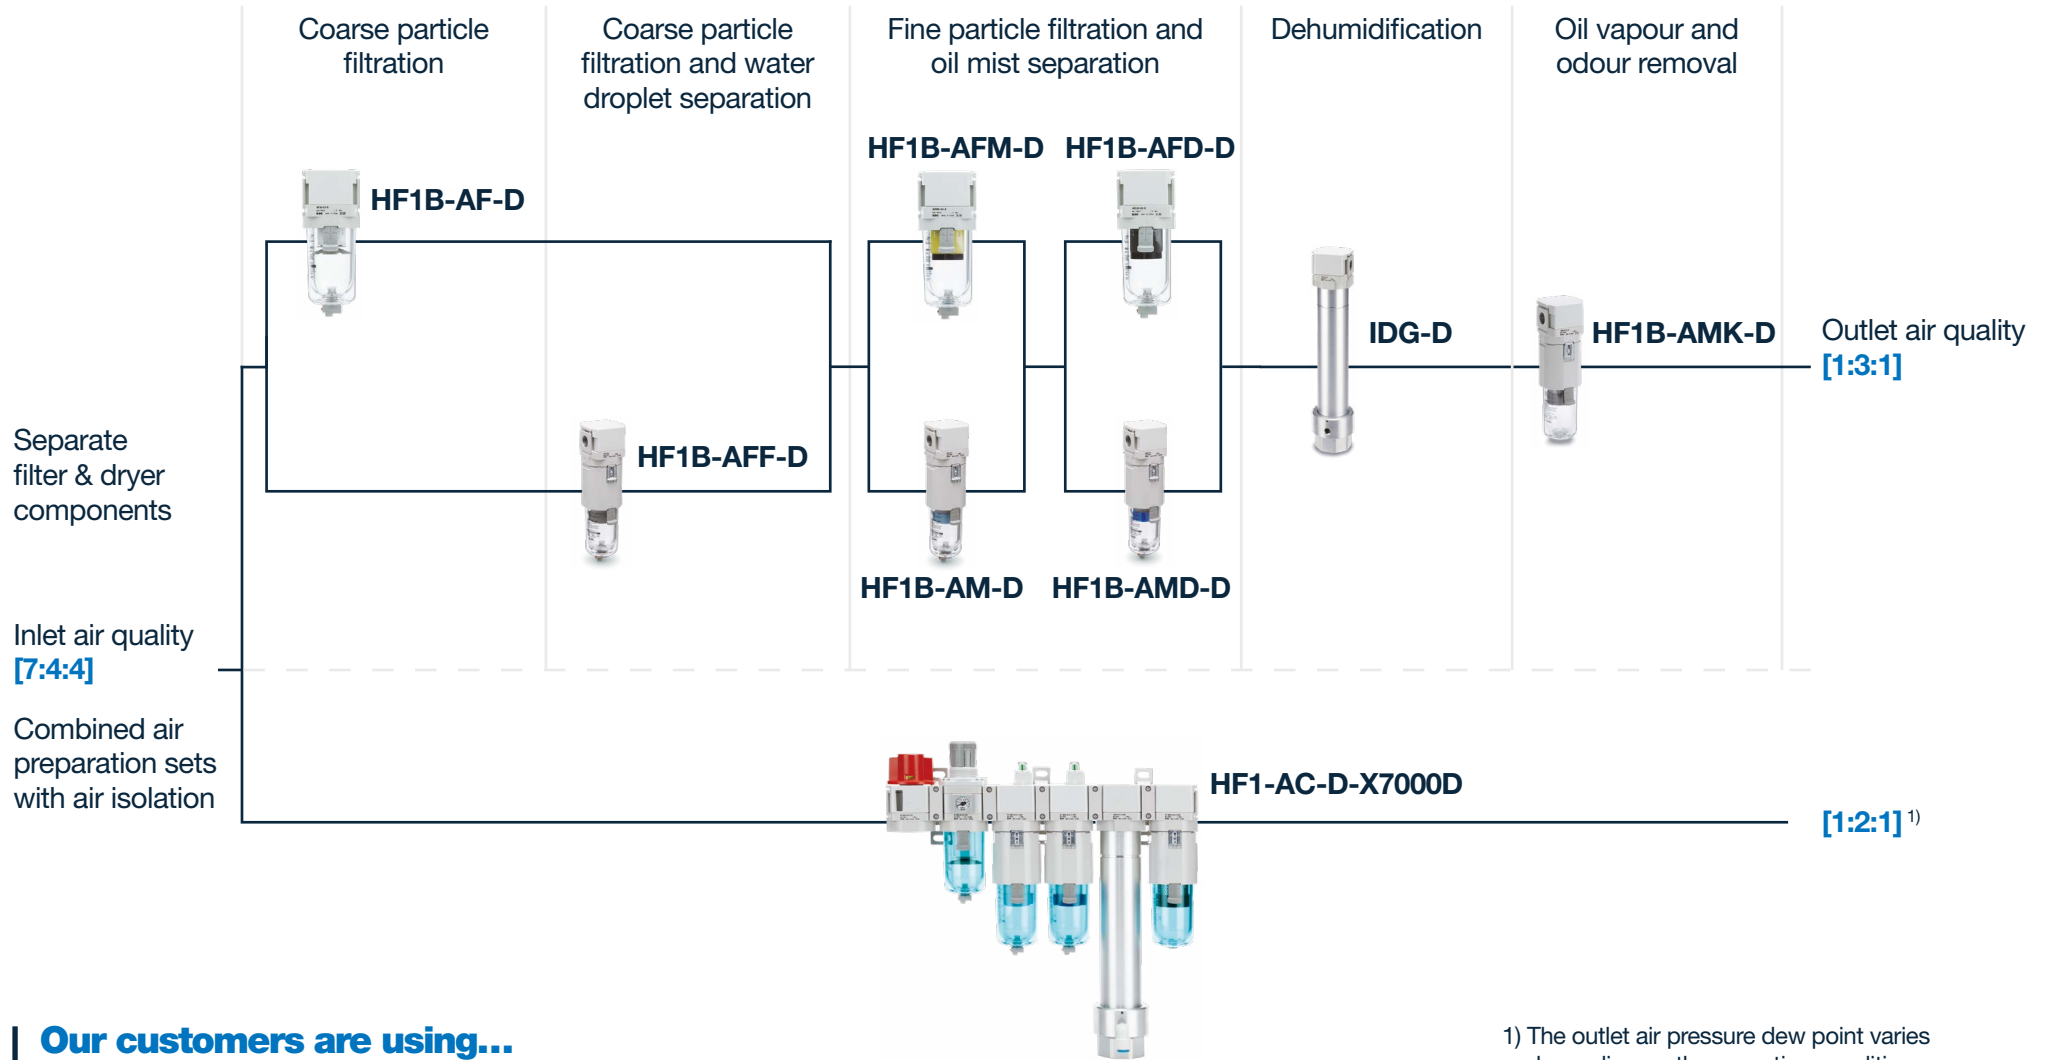 Coarse particle
filtration
Coarse particle
filtration and water
droplet separation
Fine particle filtration and
oil mist separation
Dehumidification
Oil vapour and
odour removal
HF1B-AFM-D
HF1B-AFD-D
HF1B-AF-D
IDG-D
HF1B-AMK-D
Outlet air quality
[1:3:1]
Separate
filter & dryer
components
HF1B-AFF-D
HF1B-AM-D
HF1B-AMD-D
Inlet air quality
[7:4:4]
Combined air
preparation sets
with air isolation
HF1-AC-D-X7000D
[1:2:1] 1)
Our customers are using...
1) The outlet air pressure dew point varies